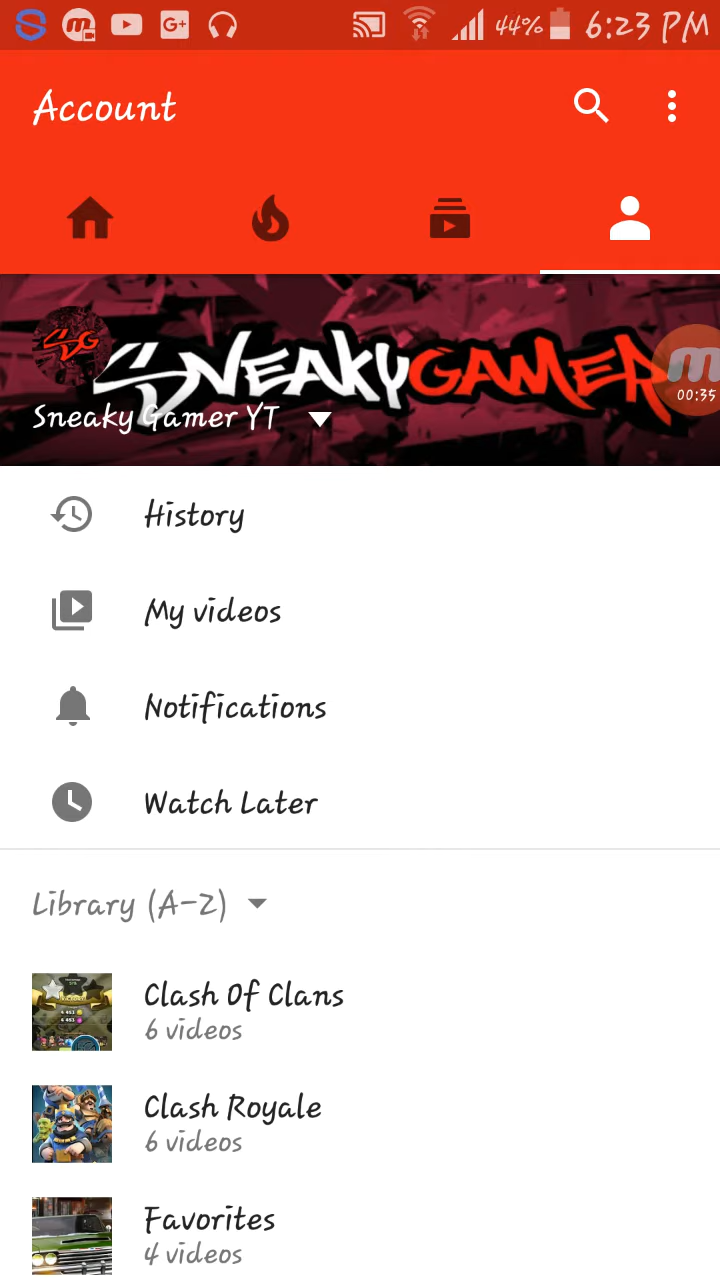 44% 6:23 PM
Account
SG
SNEAKYGAMER
00:35
Sneaky Gamer YT
History
My videos
Notifications
Watch Later
Library (A-Z)
Clash Of Clans
6 videos
Clash Royale
6 videos
Favorites
4 videos